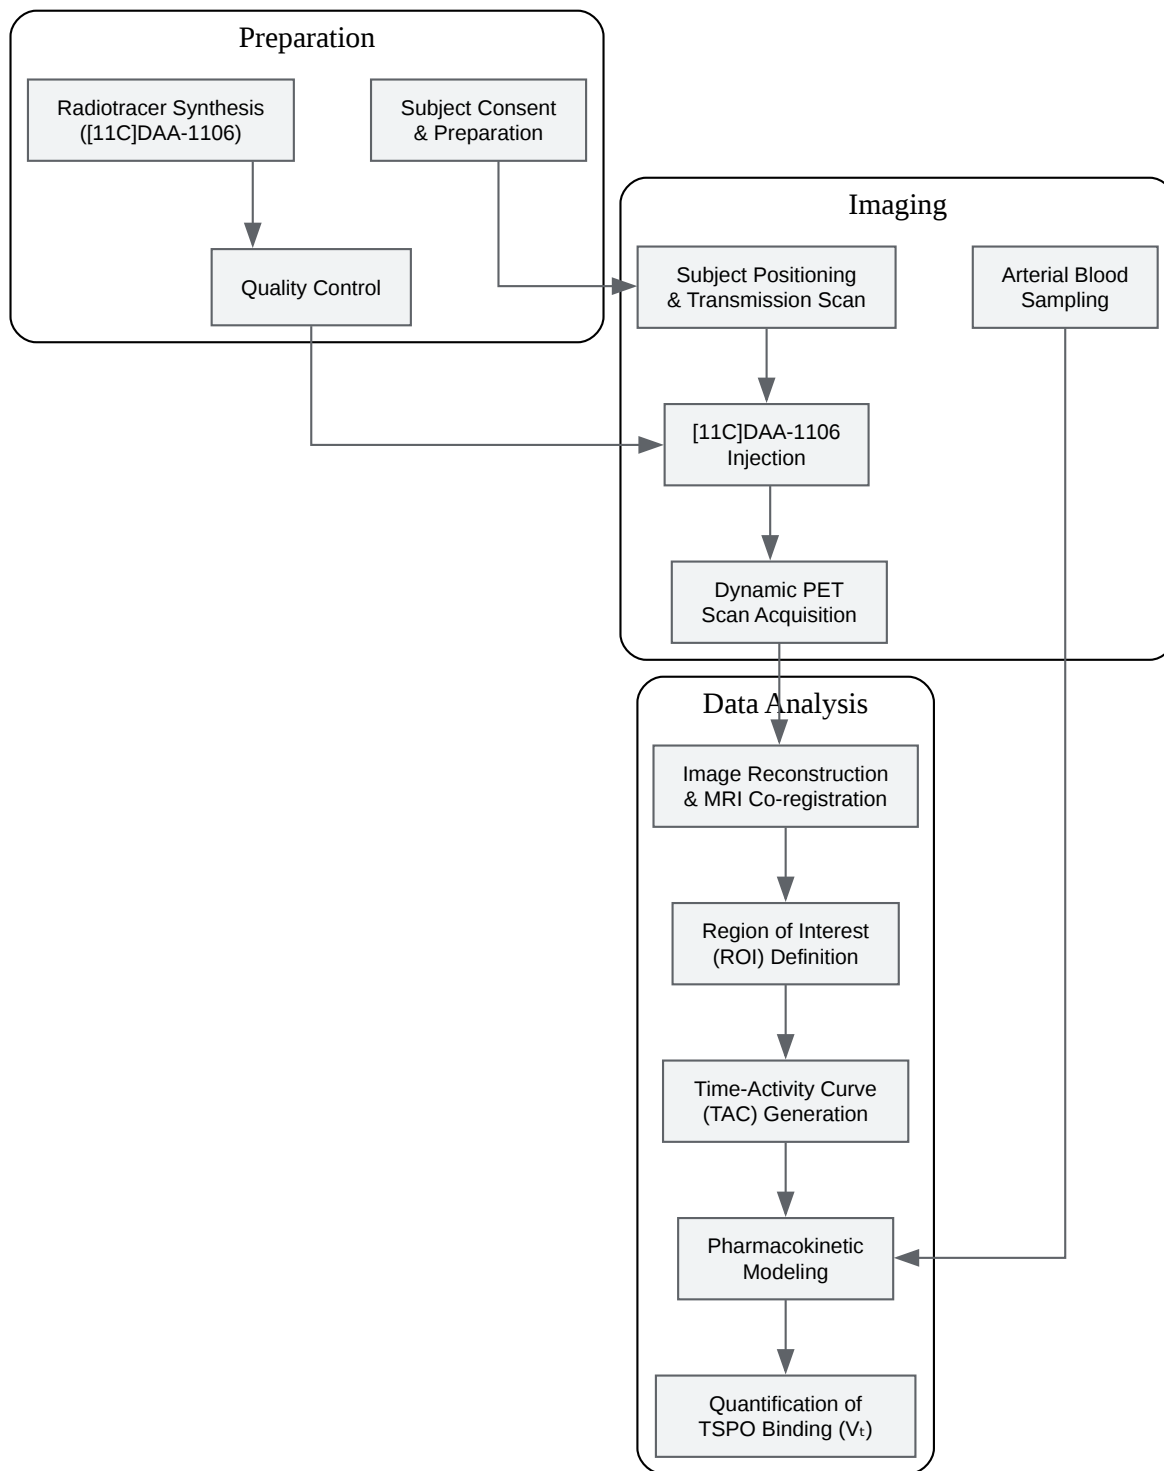 Preparation
Radiotracer Synthesis
([11C]DAA-1106)
Subject Consent
& Preparation
Quality Control
Imaging
Subject Positioning
& Transmission Scan
Arterial Blood
Sampling
[11C]DAA-1106
Injection
Dynamic PET
Scan Acquisition
Data Analysis
Image Reconstruction
& MRI Co-registration
Region of Interest
(ROI) Definition
Time-Activity Curve
(TAC) Generation
Pharmacokinetic
Modeling
Quantification of
TSPO Binding (Vₜ)